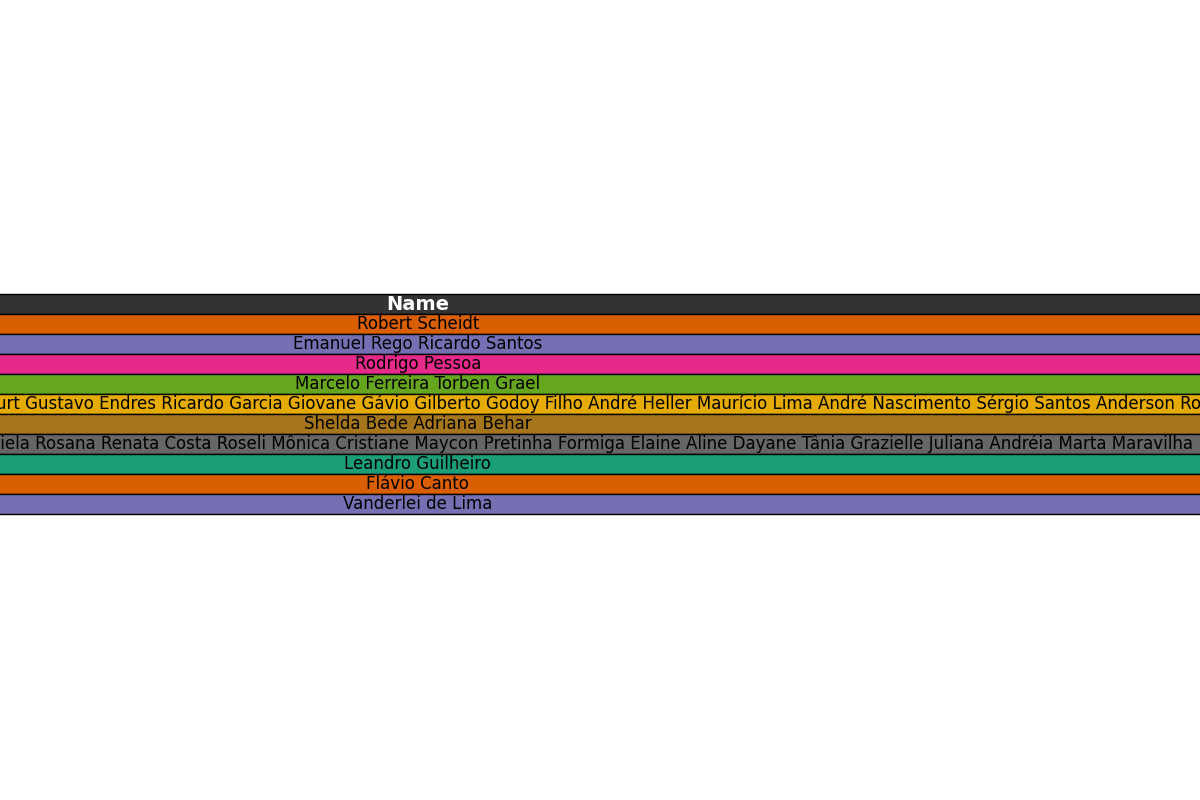 Name
Robert Scheidt
Emanuel Rego Ricardo Santos
Rodrigo Pessoa
Marcelo Ferreira Torben Grael
Gustavo Endres Ricardo Garcia Giovane Gávio Gilberto Godoy Filho André Heller Maurício Lima André Nascimento Sérgio Santos Anderson
Shelda Bede Adriana Behar
Rosana Renata Costa Roseli Mônica Cristiane Maycon Pretinha Formiga Elaine Aline Dayane Tânia Grazielle Juliana Andréia Marta Maravilha
Leandro Guilheiro
Flávio Canto
Vanderlei de Lima